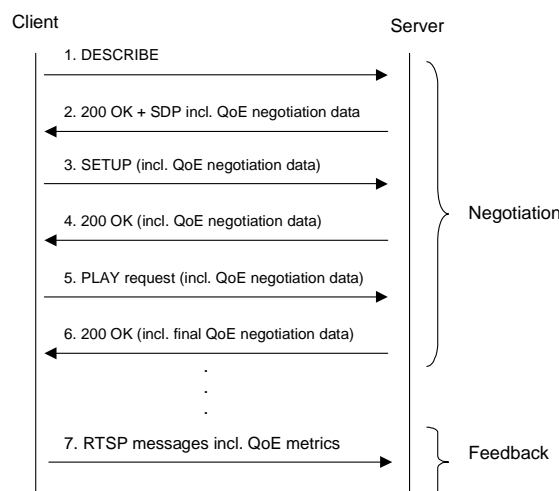 Client
Server
1. DESCRIBE
2. 200 OK + SDP incl. QoE negotiation data
3. SETUP (incl. QoE negotiation data)
4. 200 OK (incl. QoE negotiation data)
Negotiation
5. PLAY request (incl. QoE negotiation data)
6. 200 OK (incl. final QoE negotiation data)
.
.
.
7. RTSP messages incl. QoE metrics
Feedback